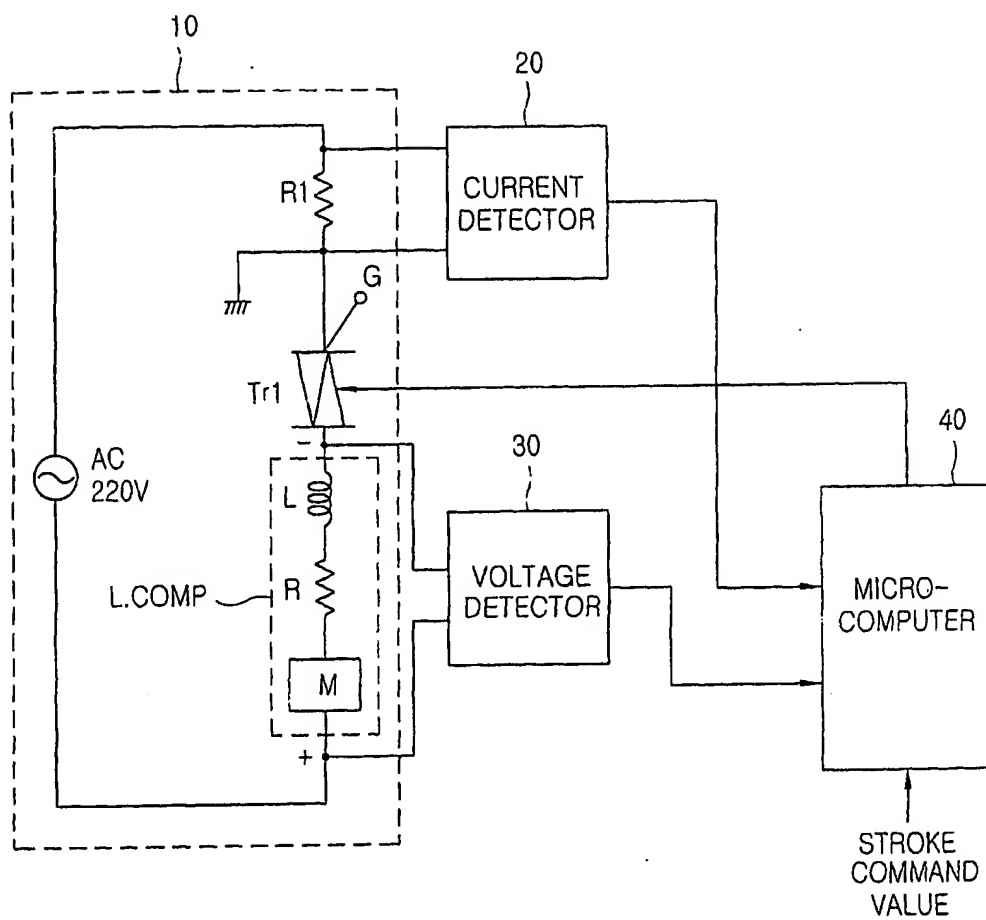 10
20
R1
CURRENT
DETECTOR
G
Tr1
40
AC
220V
−
30
L
R
L.COMP
VOLTAGE
DETECTOR
MICRO-
COMPUTER
M
+
STROKE
COMMAND
VALUE